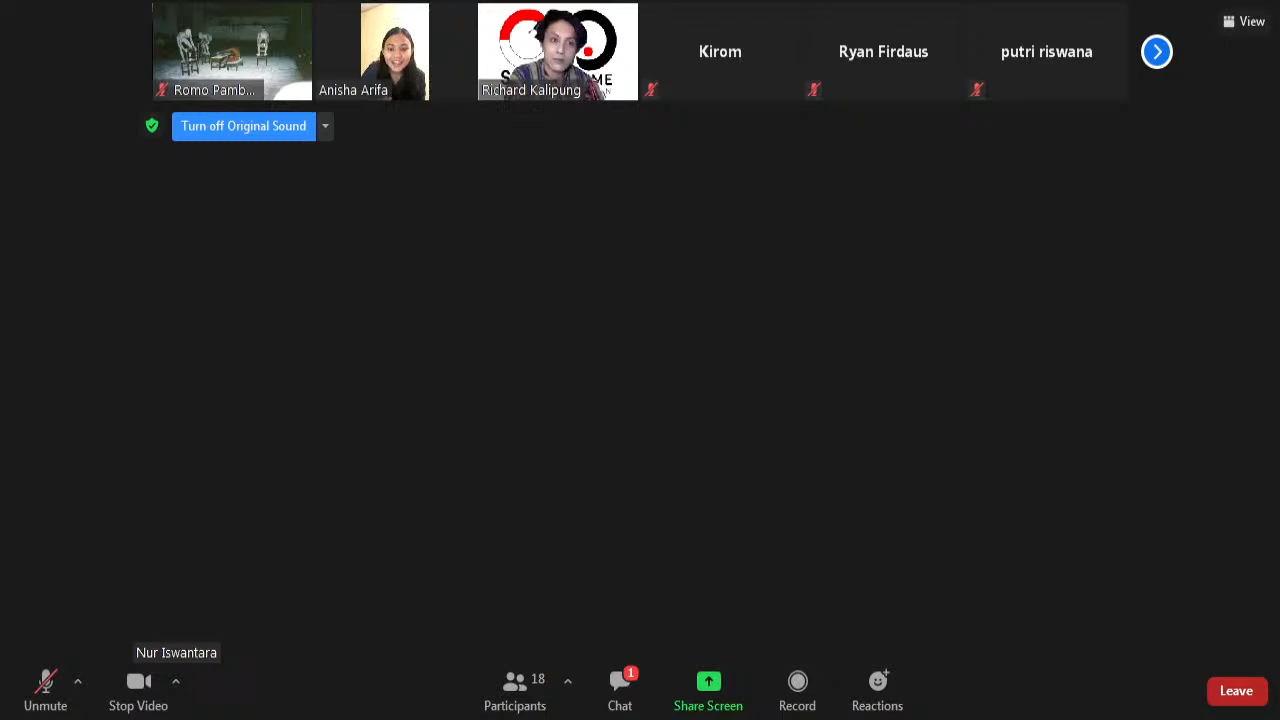 View
Romo Pamb...
Anisha Arifa
Richard Kalipung
Kirom
Ryan Firdaus
putri riswana
Turn off Original Sound
Nur Iswantara
Unmute
Stop Video
Participants
18
Chat
1
Share Screen
Record
Reactions
Leave